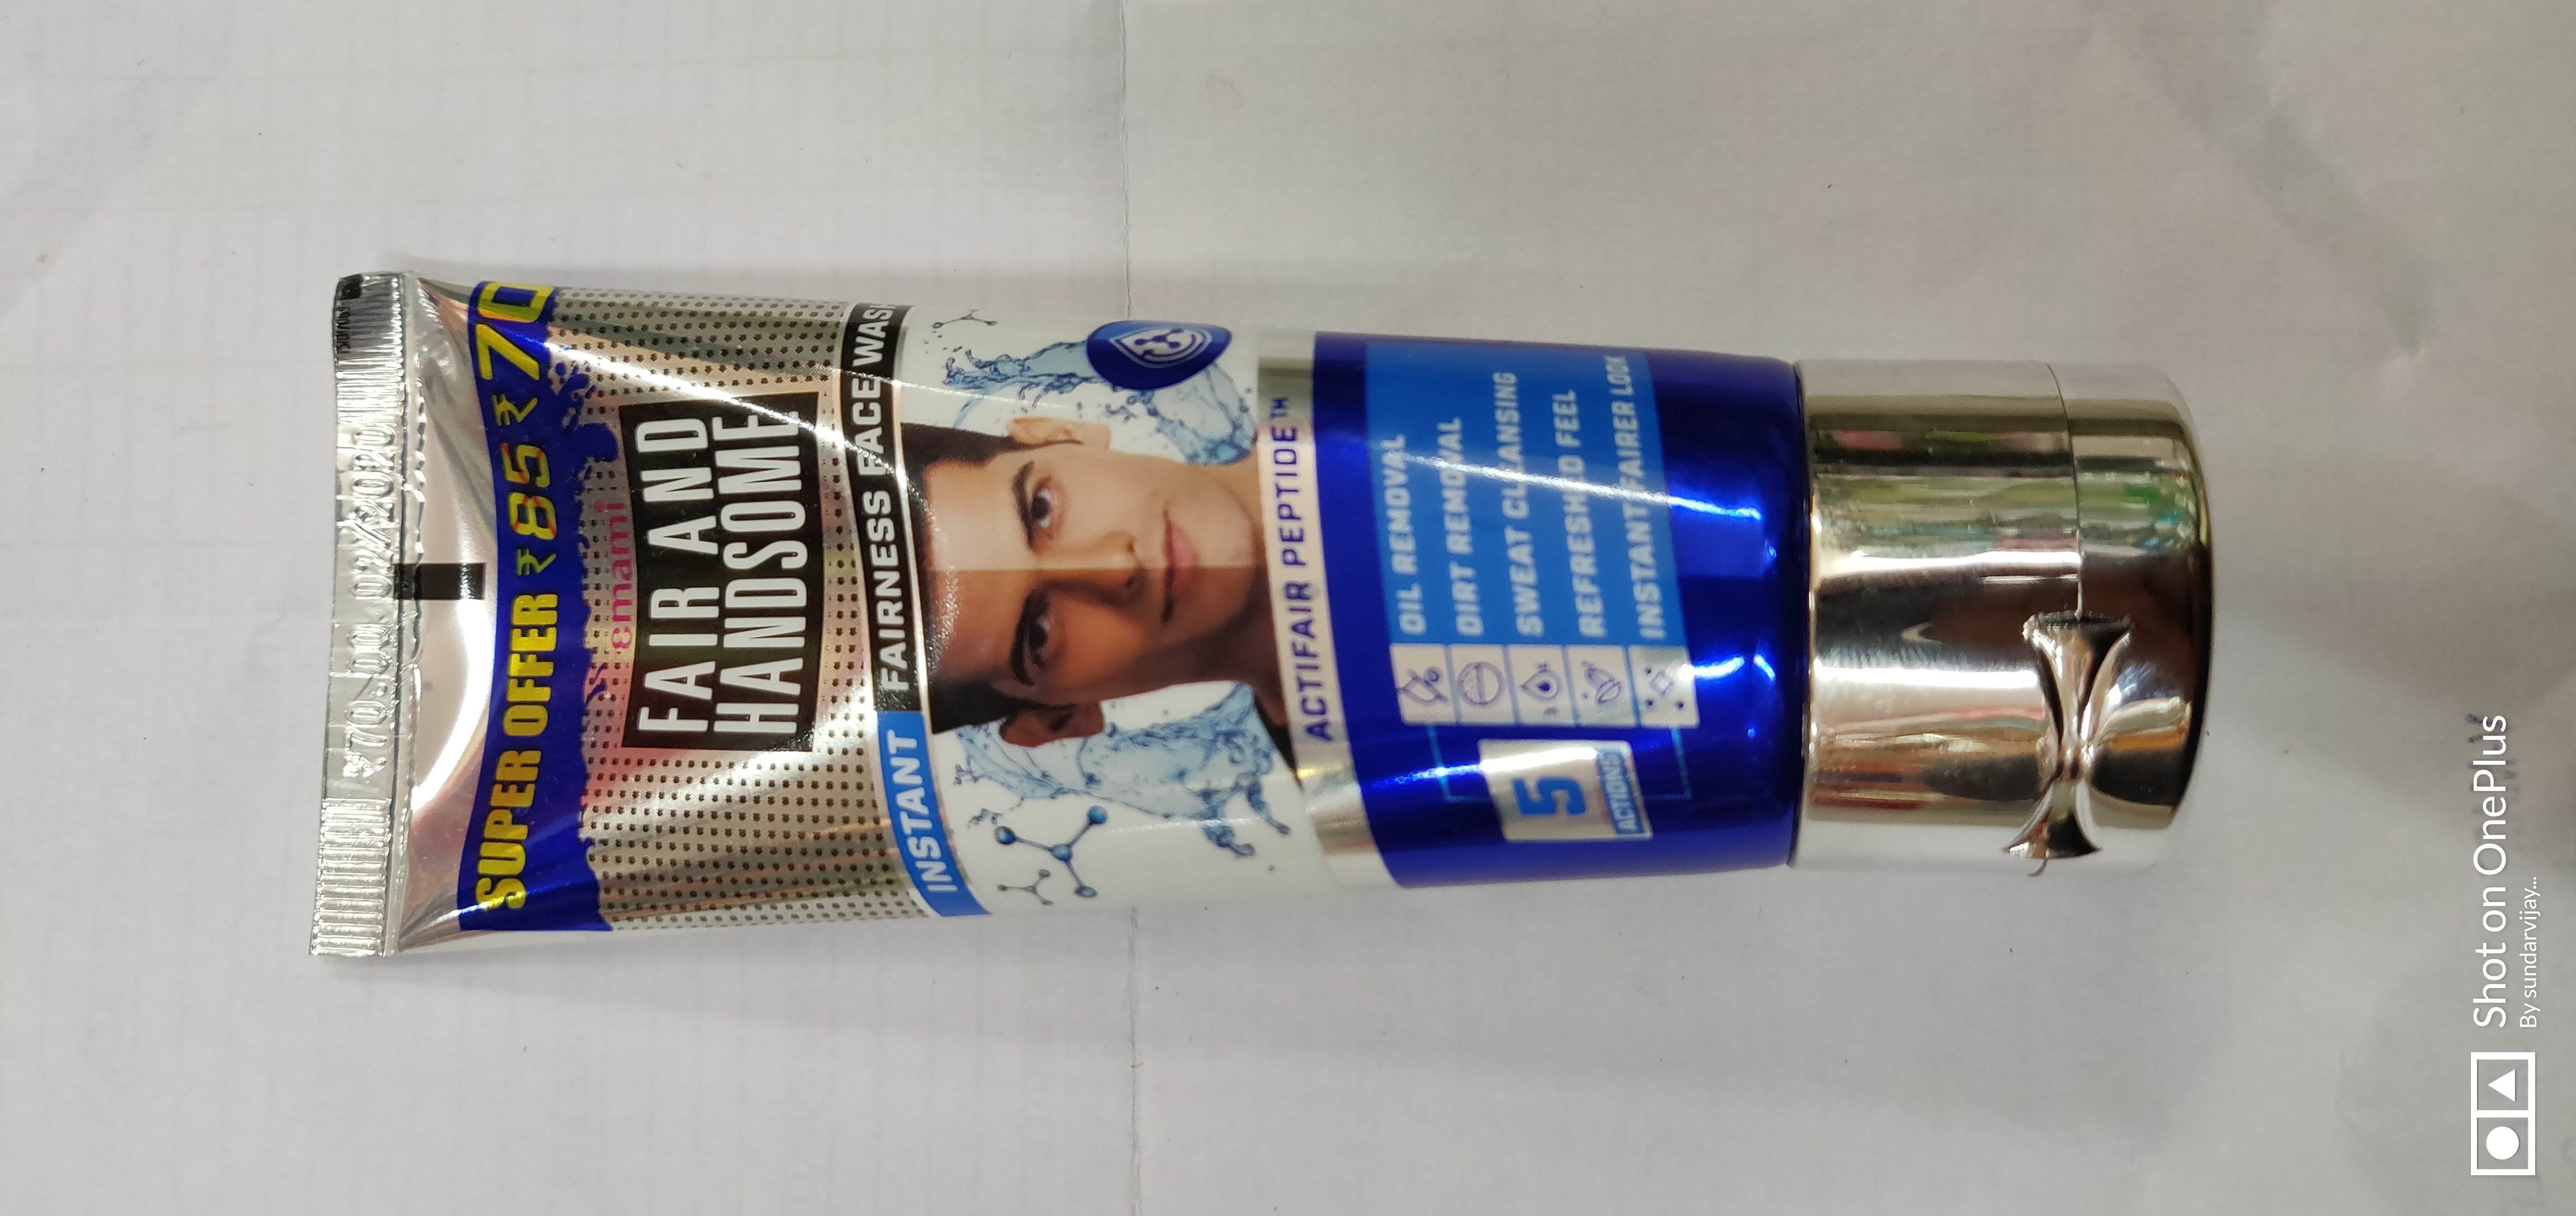 ₹70.00 02/2020
SUPER OFFER ₹85 ₹70
emami
FAIR AND
HANDSOME
INSTANT FAIRNESS FACE WASH
ACTIFAIR PEPTIDE™
OIL REMOVAL
DIRT REMOVAL
SWEAT CLEANSING
REFRESHED FEEL
INSTANT FAIRER LOOK
5
ACTIONS
Shot on OnePlus
By sundarvijay...